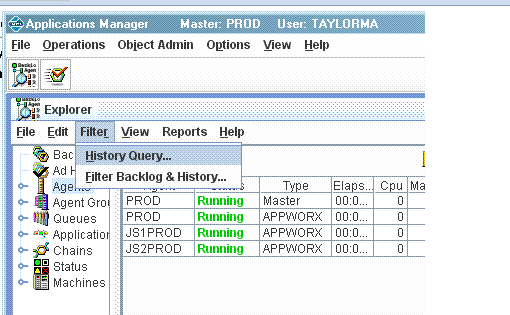 Applications Manager Master: PROD User: TAYLORMA
File Operations Object Admin Options View Help
Explorer
File Edit Filter View Reports Help
History Query...
Filter Backlog & History...
Bac
Ad H
Agents
Agent Grou
Queues
Application
Chains
Status
Machines
Type Elaps... Cpu Ma
PROD Running Master 00:0... 0
PROD Running APPWORX 00:0... 0
JS1PROD Running APPWORX 00:0... 0
JS2PROD Running APPWORX 00:0... 0